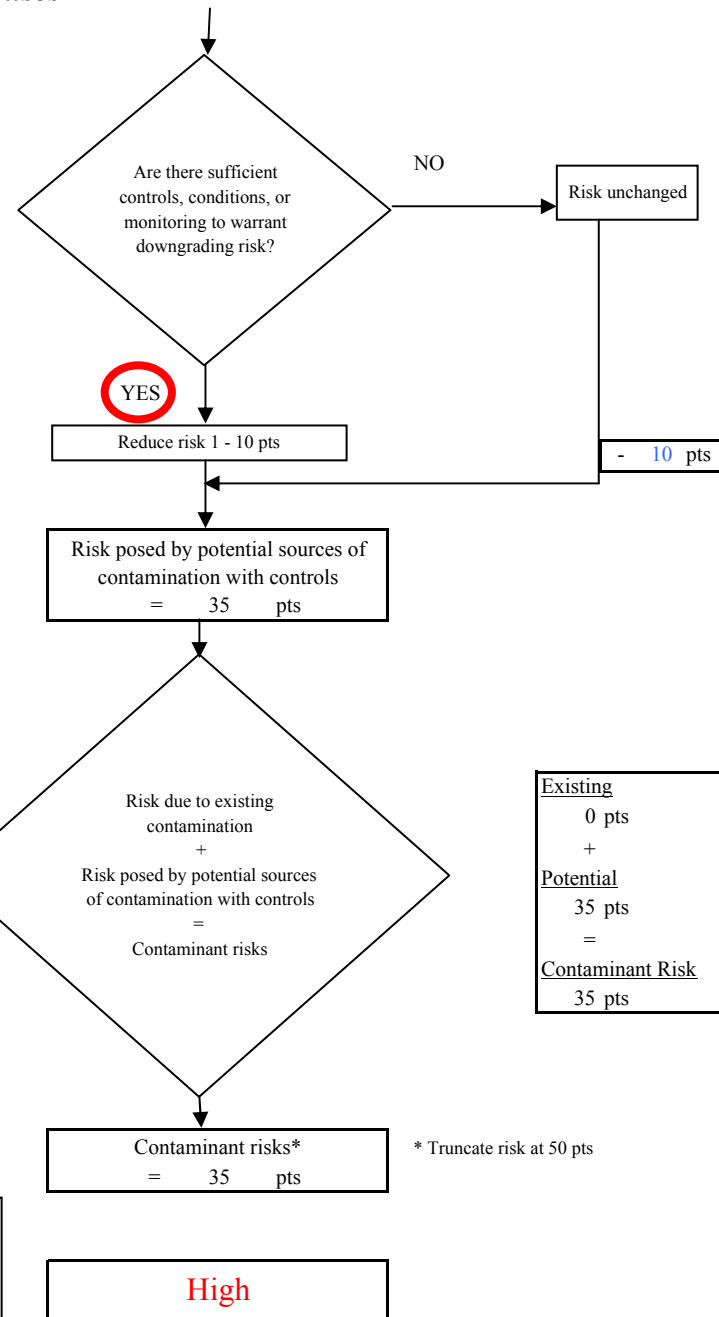 Are there sufficient
controls, conditions, or
monitoring to warrant
downgrading risk?
NO
Risk unchanged
YES
Reduce risk 1 - 10 pts
- 10 pts
Risk posed by potential sources of
contamination with controls
= 35 pts
Risk due to existing
contamination
+
Risk posed by potential sources
of contamination with controls
=
Contaminant risks
Existing
0 pts
+
Potential
35 pts
=
Contaminant Risk
35 pts
Contaminant risks*
= 35 pts
* Truncate risk at 50 pts
High